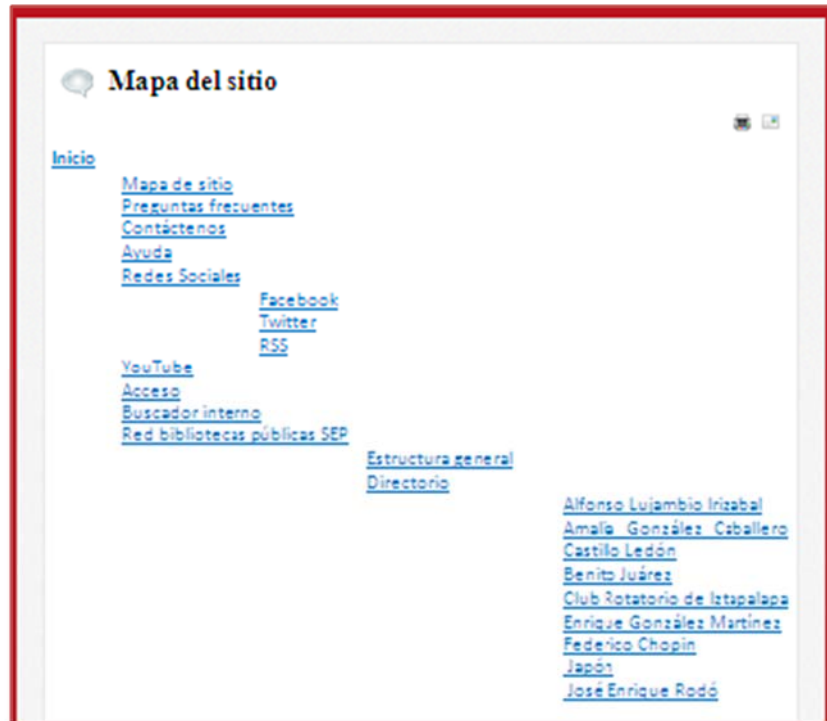 Mapa del sitio
Inicio
Mapa de sitio
Preguntas frecuentes
Contáctenos
Ayuda
Redes Sociales
Facebook
Twitter
RSS
YouTube
Acceso
Buscador interno
Red bibliotecas públicas SEP
Estructura general
Directorio
Alfonso Lujambio Irizabal
Amalia González Caballero
Castillo Ledón
Benito Juárez
Club Rotatorio de Iztapalapa
Enrique González Martínez
Federico Chopin
Japón
José Enrique Rodó